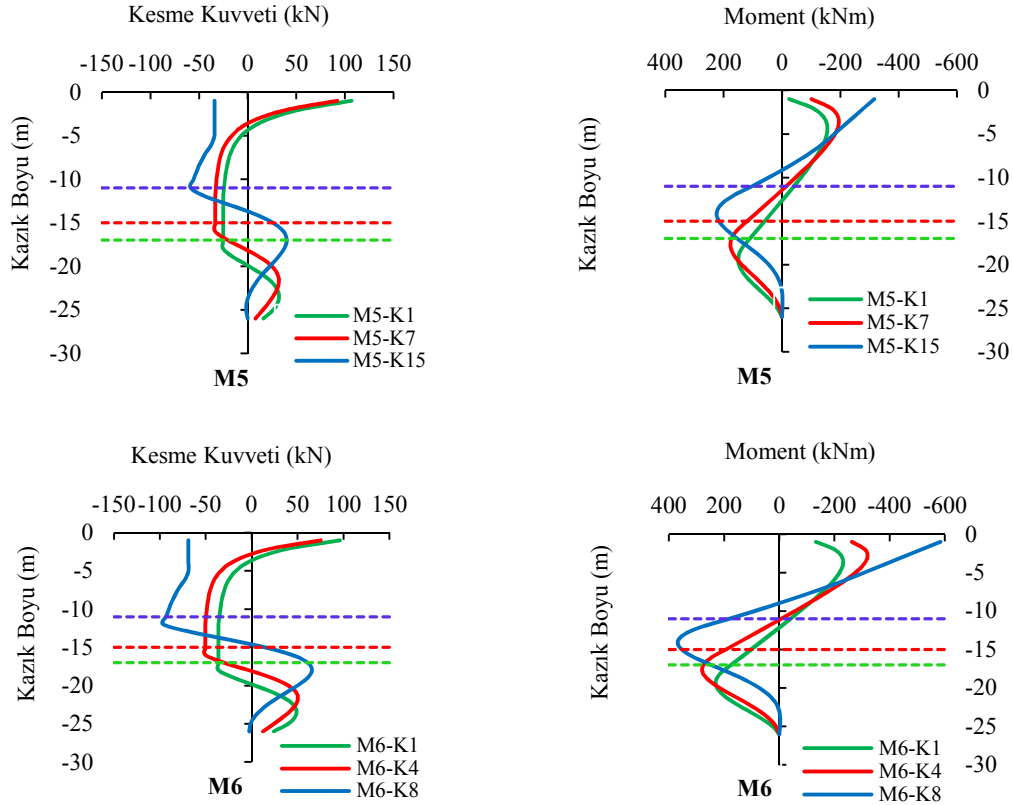 Kesme Kuvveti (kN)
-150 -100 -50 0 50 100 150
Kazık Boyu (m)
0
-5
-10
-15
-20
-25
-30
M5-K1
M5-K7
M5-K15
M5
Moment (kNm)
400 200 0 -200 -400 -600
Kazık Boyu (m)
0
-5
-10
-15
-20
-25
-30
M5-K1
M5-K7
M5-K15
M5
Kesme Kuvveti (kN)
-150 -100 -50 0 50 100 150
Kazık Boyu (m)
0
-5
-10
-15
-20
-25
-30
M6-K1
M6-K4
M6-K8
M6
Moment (kNm)
400 200 0 -200 -400 -600
Kazık Boyu (m)
0
-5
-10
-15
-20
-25
-30
M6-K1
M6-K4
M6-K8
M6